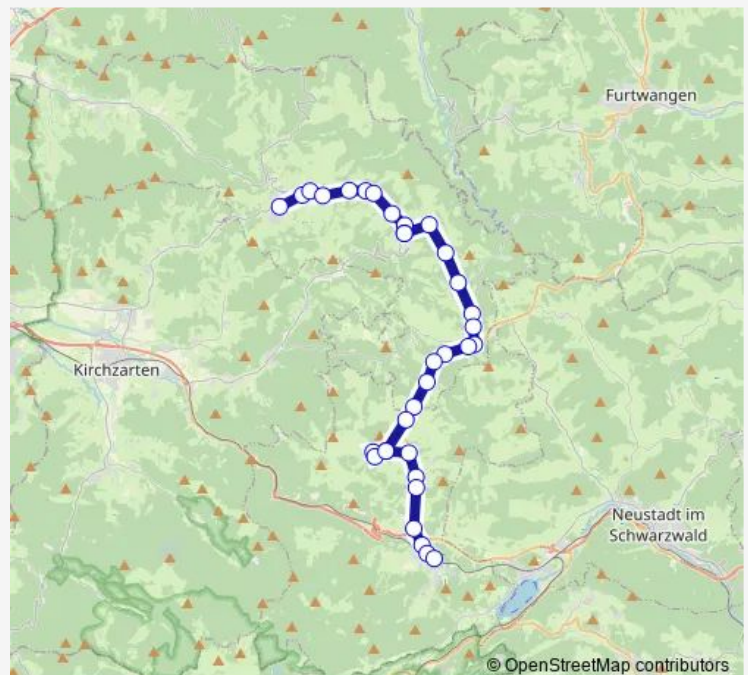 Furtwangen
Kirchzarten
Neustadt im
Schwarzwald
© OpenStreetMap contributors